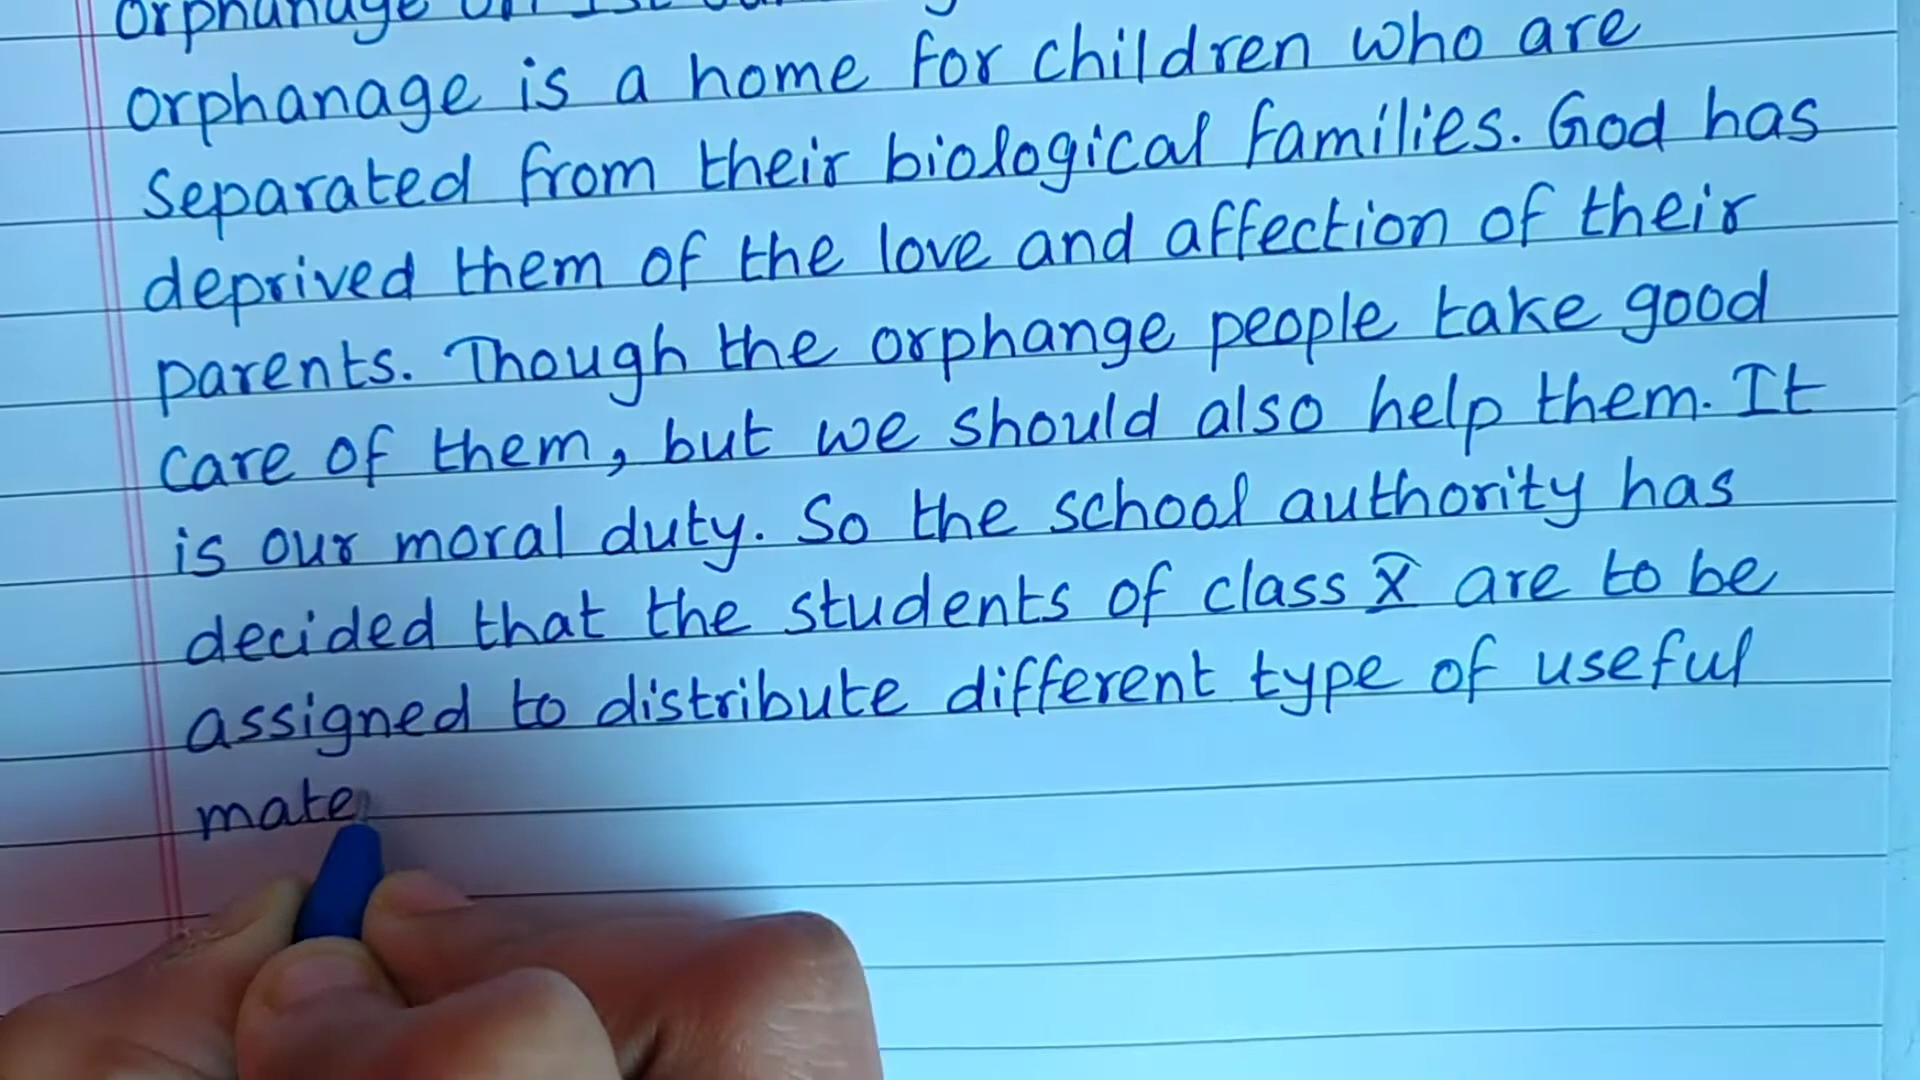 orphanage on 1st
orphanage is a home for children who are
separated from their biological families. God has
deprived them of the love and affection of their
parents. Though the orphange people take good
care of them, but we should also help them. It
is our moral duty. So the school authority has
decided that the students of class X are to be
assigned to distribute different type of useful
mate